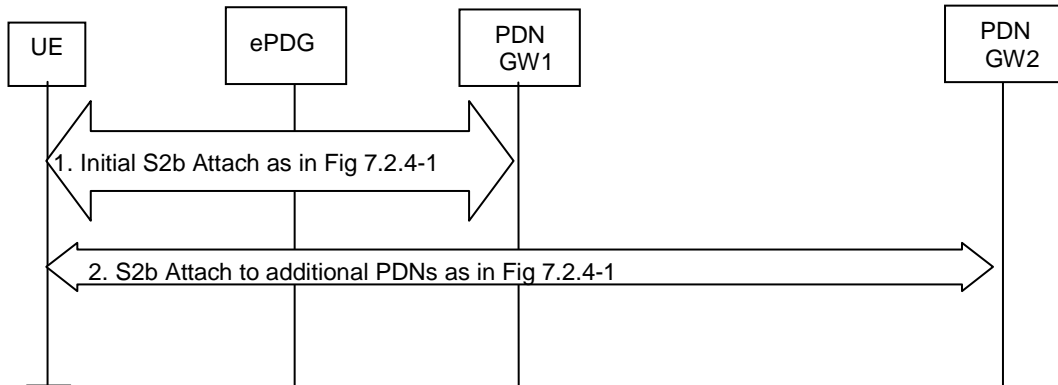 UE
ePDG
PDN
GW1
PDN
GW2
1. Initial S2b Attach as in Fig 7.2.4-1
2. S2b Attach to additional PDNs as in Fig 7.2.4-1